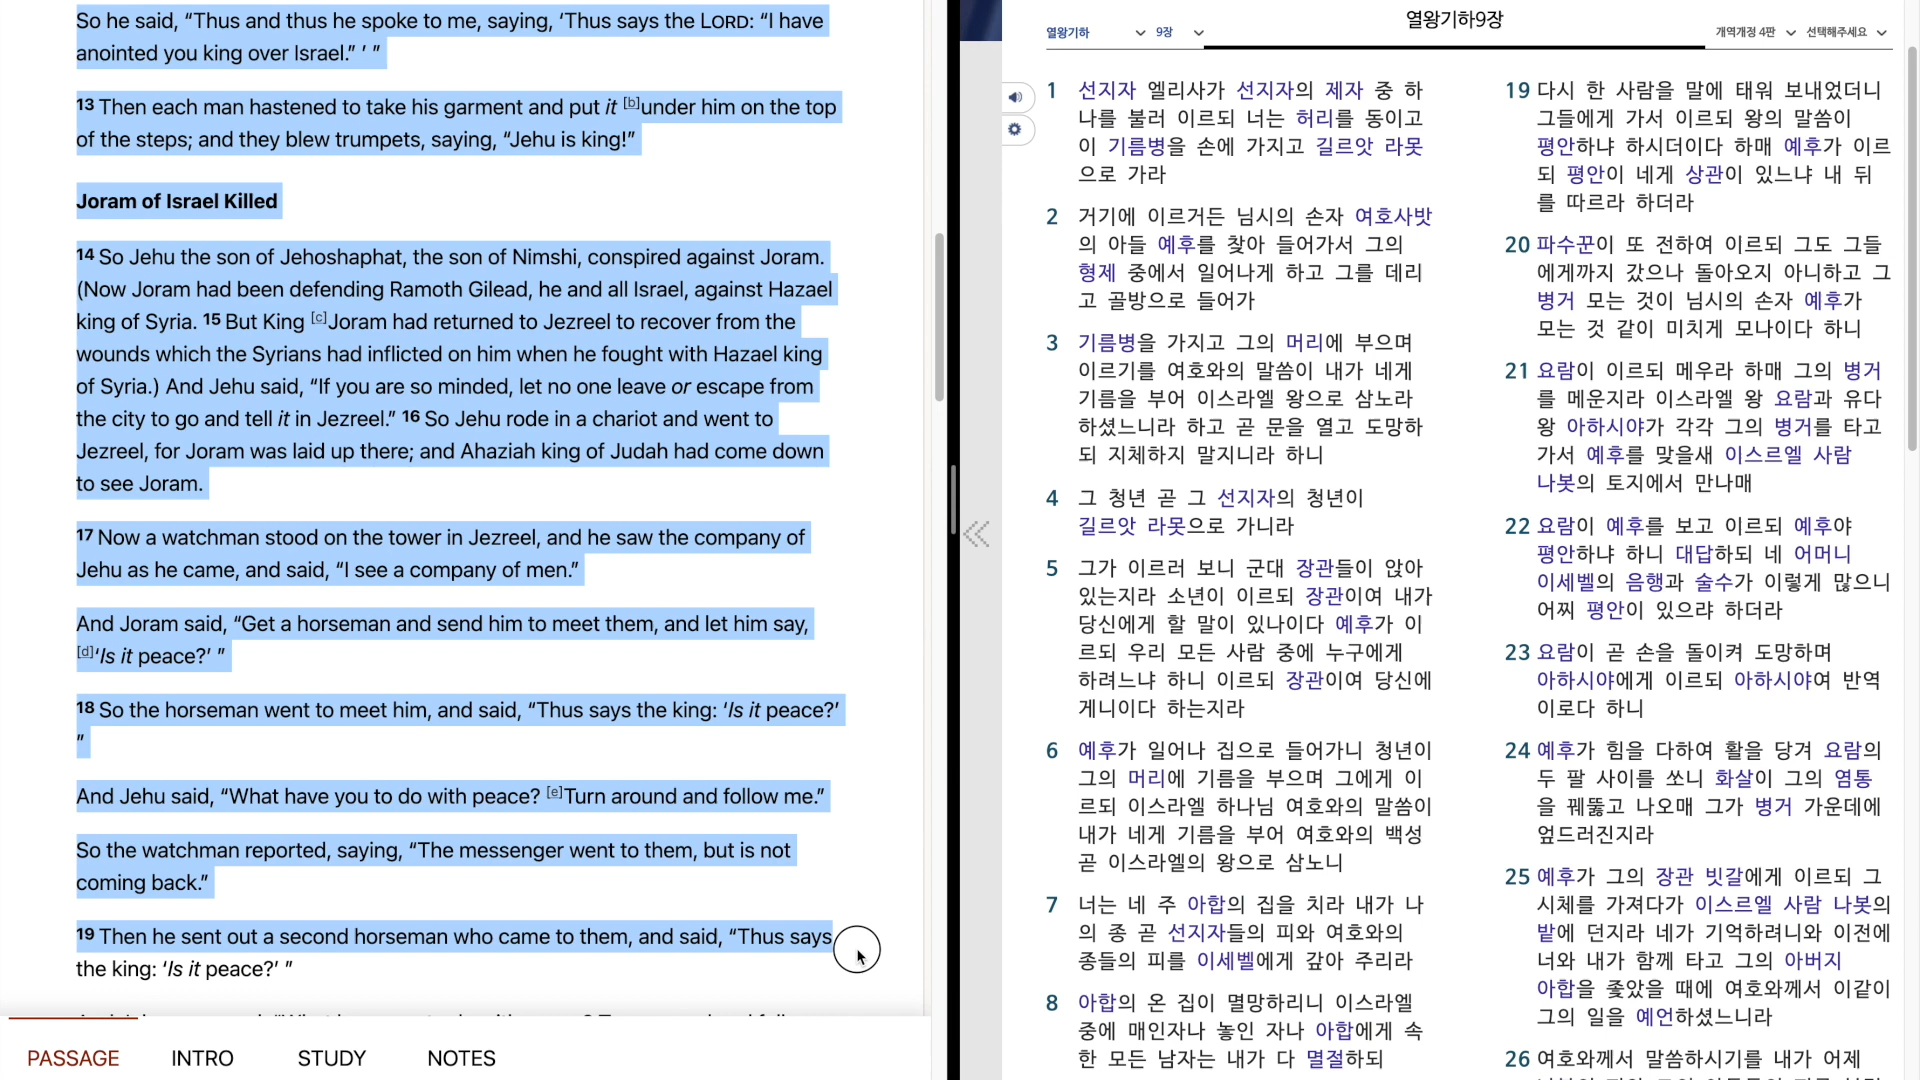 So he said, “Thus and thus he spoke to me, saying, ‘Thus says the LORD: “I have
anointed you king over Israel.” ’ ”
13 Then each man hastened to take his garment and put it [b]under him on the top
of the steps; and they blew trumpets, saying, “Jehu is king!”
Joram of Israel Killed
14 So Jehu the son of Jehoshaphat, the son of Nimshi, conspired against Joram.
(Now Joram had been defending Ramoth Gilead, he and all Israel, against Hazael
king of Syria. 15 But King [c]Joram had returned to Jezreel to recover from the
wounds which the Syrians had inflicted on him when he fought with Hazael king
of Syria.) And Jehu said, “If you are so minded, let no one leave or escape from
the city to go and tell it in Jezreel.” 16 So Jehu rode in a chariot and went to
Jezreel, for Joram was laid up there; and Ahaziah king of Judah had come down
to see Joram.
17 Now a watchman stood on the tower in Jezreel, and he saw the company of
Jehu as he came, and said, “I see a company of men.”
And Joram said, “Get a horseman and send him to meet them, and let him say,
[d]‘Is it peace?’ ”
18 So the horseman went to meet him, and said, “Thus says the king: ‘Is it peace?’
”
And Jehu said, “What have you to do with peace? [e]Turn around and follow me.”
So the watchman reported, saying, “The messenger went to them, but is not
coming back.”
19 Then he sent out a second horseman who came to them, and said, “Thus says
the king: ‘Is it peace?’ ”
PASSAGE INTRO STUDY NOTES
열왕기하 9장 열왕기하9장 개역개정 4판 선택해주세요
1 선지자 엘리사가 선지자의 제자 중 하
나를 불러 이르되 너는 허리를 동이고
이 기름병을 손에 가지고 길르앗 라못
으로 가라
2 거기에 이르거든 님시의 손자 여호사밧
의 아들 예후를 찾아 들어가서 그의
형제 중에서 일어나게 하고 그를 데리
고 골방으로 들어가
3 기름병을 가지고 그의 머리에 부으며
이르기를 여호와의 말씀이 내가 네게
기름을 부어 이스라엘 왕으로 삼노라
하셨느니라 하고 곧 문을 열고 도망하
되 지체하지 말지니라 하니
4 그 청년 곧 그 선지자의 청년이
길르앗 라못으로 가니라
5 그가 이르러 보니 군대 장관들이 앉아
있는지라 소년이 이르되 장관이여 내가
당신에게 할 말이 있나이다 예후가 이
르되 우리 모든 사람 중에 누구에게
하려느냐 하니 이르되 장관이여 당신에
게니이다 하는지라
6 예후가 일어나 집으로 들어가니 청년이
그의 머리에 기름을 부으며 그에게 이
르되 이스라엘 하나님 여호와의 말씀이
내가 네게 기름을 부어 여호와의 백성
곧 이스라엘의 왕으로 삼노니
7 너는 네 주 아합의 집을 치라 내가 나
의 종 곧 선지자들의 피와 여호와의
종들의 피를 이세벨에게 갚아 주리라
8 아합의 온 집이 멸망하리니 이스라엘
중에 매인자나 놓인 자나 아합에게 속
한 모든 남자는 내가 다 멸절하되
19 다시 한 사람을 말에 태워 보내었더니
그들에게 가서 이르되 왕의 말씀이
평안하냐 하시더이다 하매 예후가 이르
되 평안이 네게 상관이 있느냐 내 뒤
를 따르라 하더라
20 파수꾼이 또 전하여 이르되 그도 그들
에게까지 갔으나 돌아오지 아니하고 그
병거 모는 것이 님시의 손자 예후가
모는 것 같이 미치게 모나이다 하니
21 요람이 이르되 메우라 하매 그의 병거
를 메운지라 이스라엘 왕 요람과 유다
왕 아하시야가 각각 그의 병거를 타고
가서 예후를 맞을새 이스르엘 사람
나봇의 토지에서 만나매
22 요람이 예후를 보고 이르되 예후야
평안하냐 하니 대답하되 네 어머니
이세벨의 음행과 술수가 이렇게 많으니
어찌 평안이 있으랴 하더라
23 요람이 곧 손을 돌이켜 도망하며
아하시야에게 이르되 아하시야여 반역
이로다 하니
24 예후가 힘을 다하여 활을 당겨 요람의
두 팔 사이를 쏘니 화살이 그의 염통
을 꿰뚫고 나오매 그가 병거 가운데에
엎드러진지라
25 예후가 그의 장관 빗갈에게 이르되 그
시체를 가져다가 이스르엘 사람 나봇의
밭에 던지라 네가 기억하려니와 이전에
너와 내가 함께 타고 그의 아버지
아합을 좇았을 때에 여호와께서 이같이
그의 일을 예언하셨느니라
26 여호와께서 말씀하시기를 내가 어제